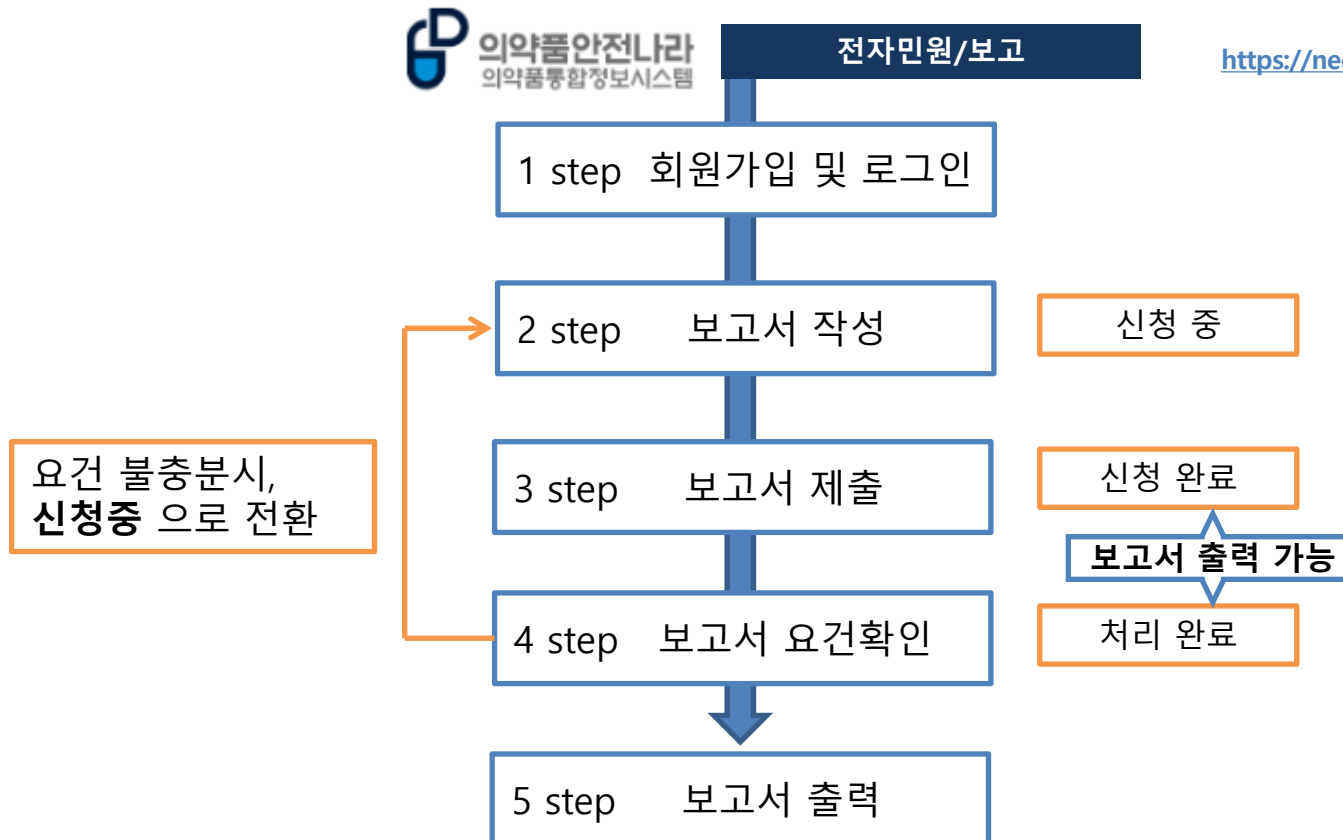 의약품안전나라
의약품통합정보시스템
전자민원/보고
https://ne
1 step 회원가입 및 로그인
2 step 보고서 작성
신청 중
요건 불충분시,
신청중 으로 전환
3 step 보고서 제출
신청 완료
보고서 출력 가능
4 step 보고서 요건확인
처리 완료
5 step 보고서 출력